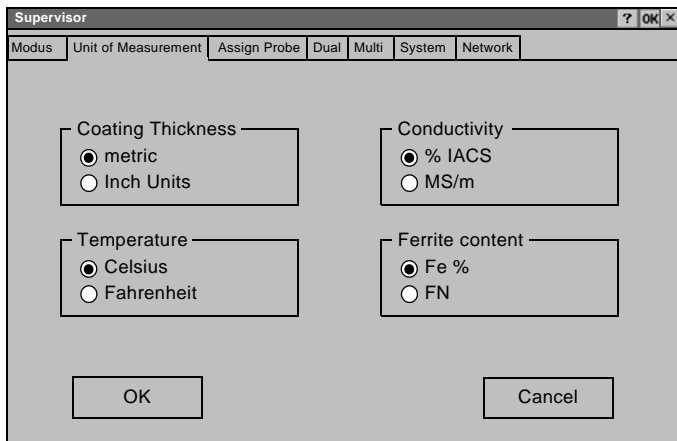 Supervisor ? OK ×
Modus Unit of Measurement Assign Probe Dual Multi System Network
Coating Thickness
metric
Inch Units
Conductivity
% IACS
MS/m
Temperature
Celsius
Fahrenheit
Ferrite content
Fe %
FN
OK
Cancel